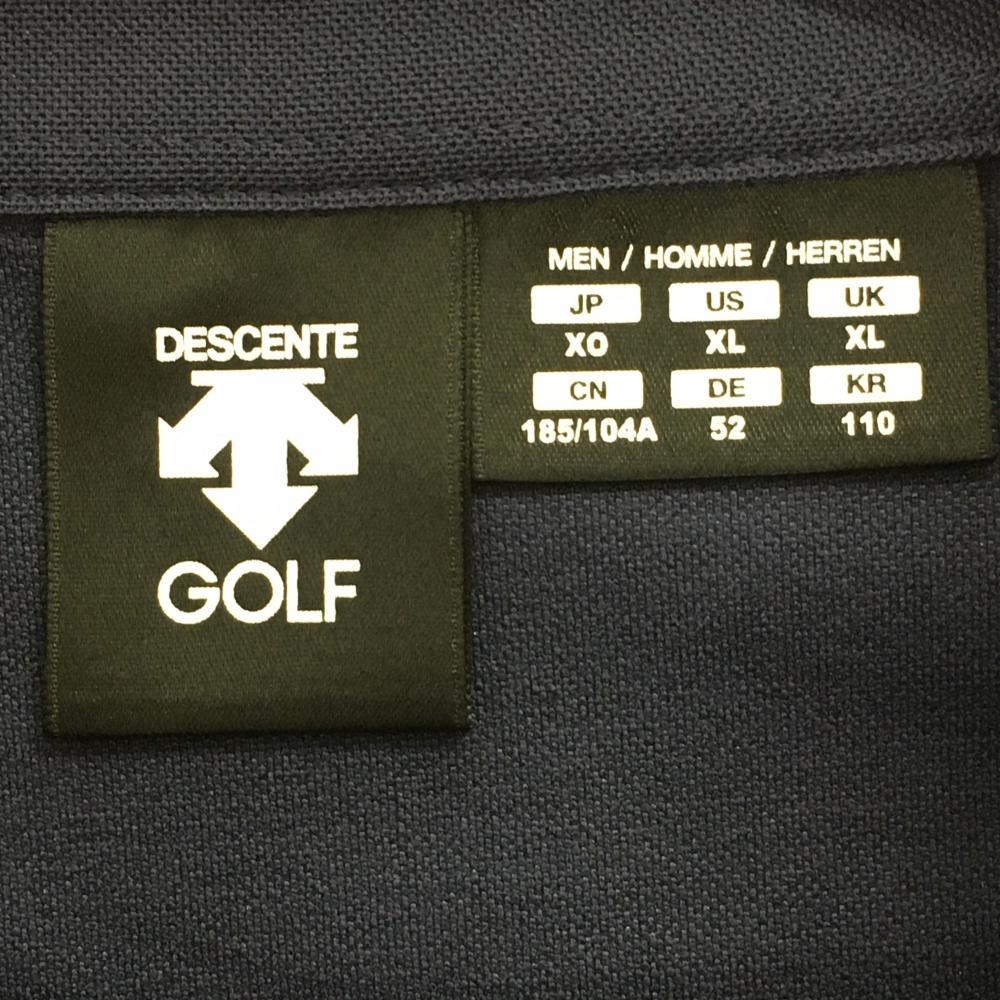 DESCENTE
GOLF
MEN / HOMME / HERREN
JP US UK
XO XL XL
CN DE KR
185/104A 52 110